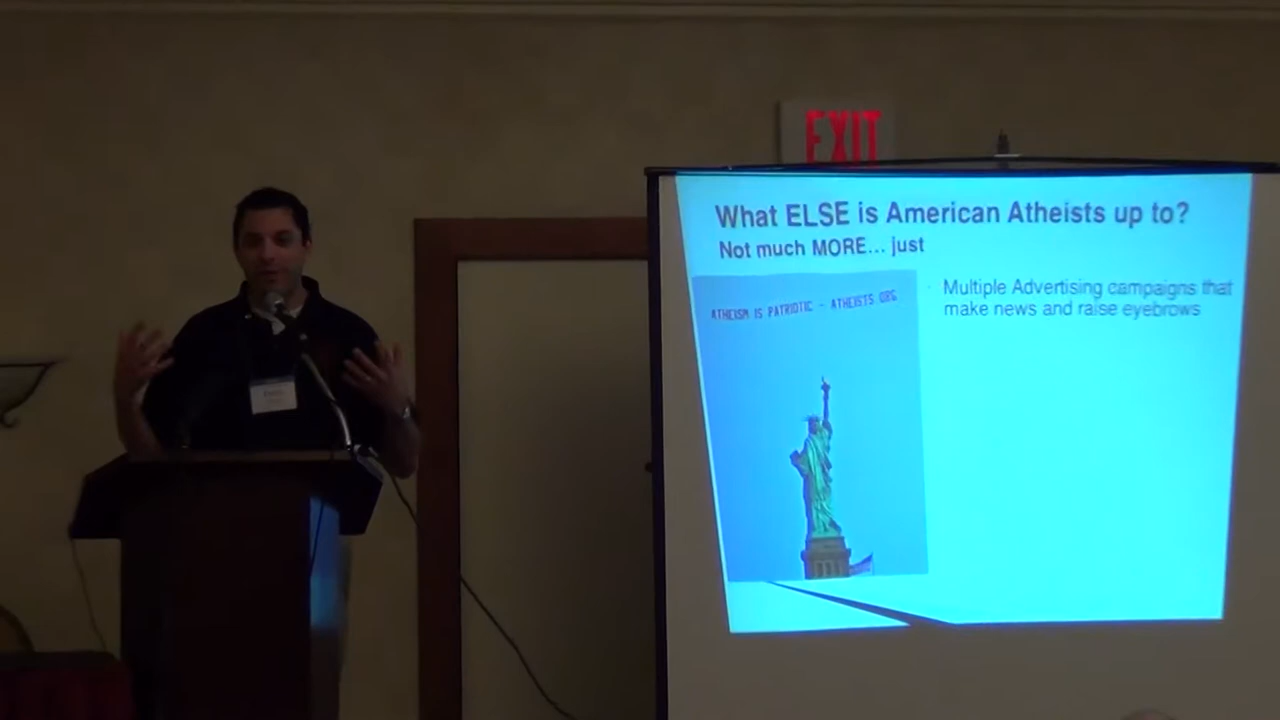 EXIT
What ELSE is American Atheists up to?
Not much MORE... just
ATHEISM IS PATRIOTIC - ATHEISTS.ORG
Multiple Advertising campaigns that
make news and raise eyebrows